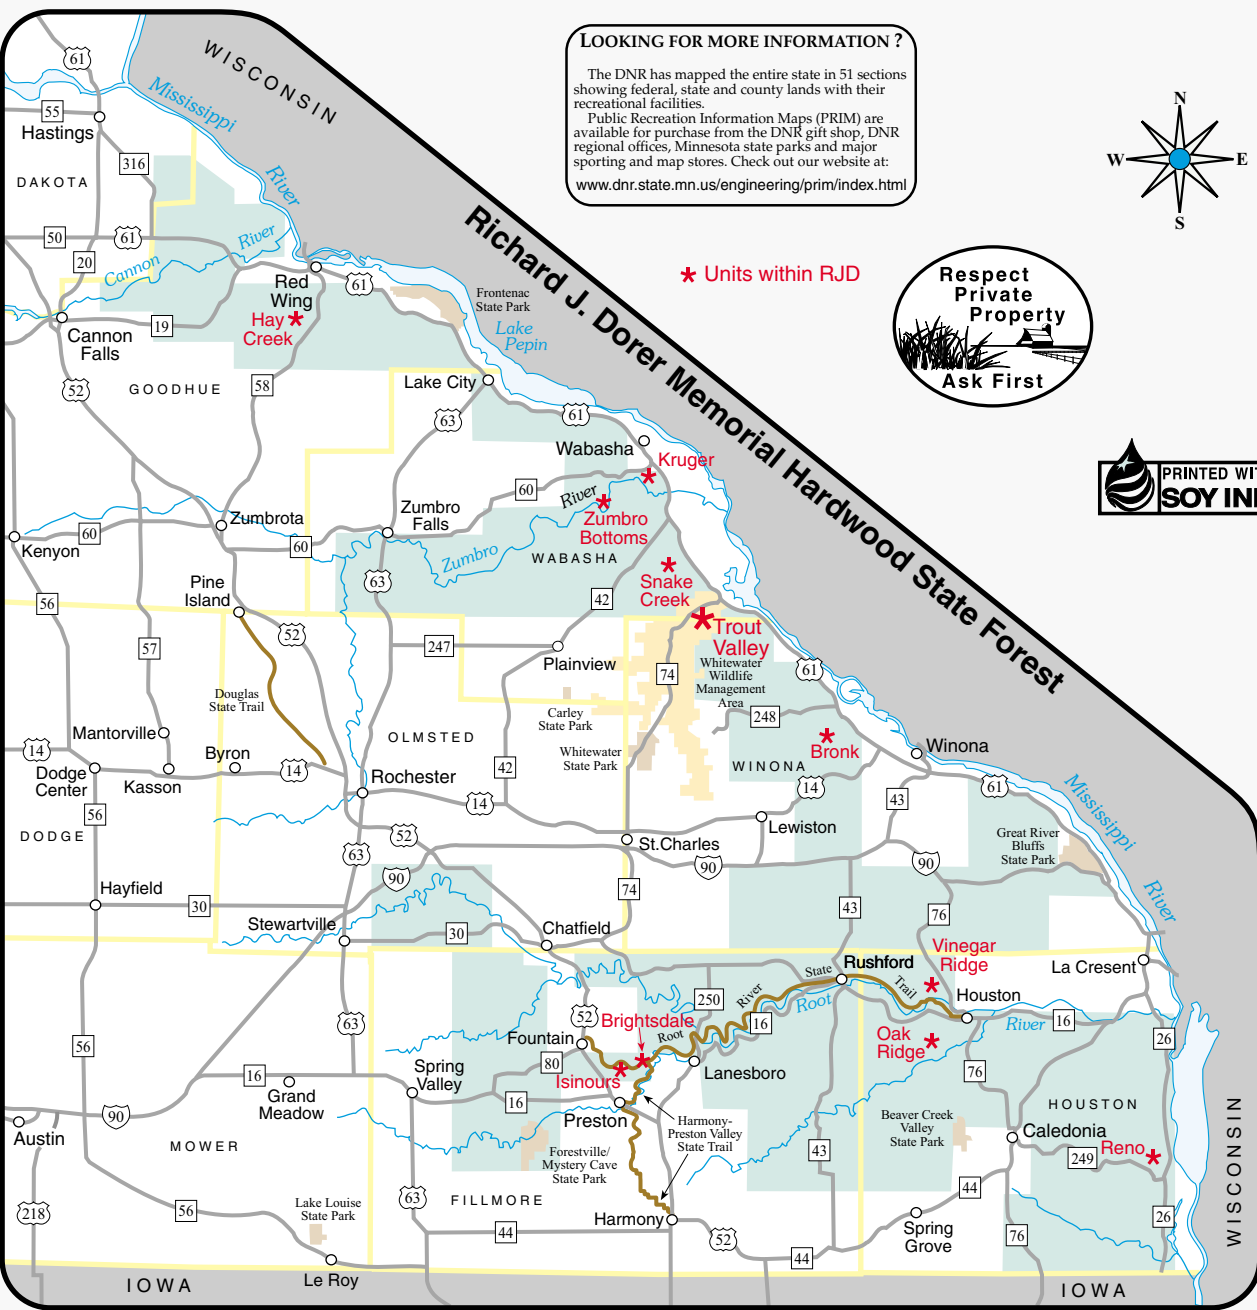 WISCONSIN
LOOKING FOR MORE INFORMATION ?
The DNR has mapped the entire state in 51 sections
showing federal, state and county lands with their
recreational facilities.
Public Recreation Information Maps (PRIM) are
available for purchase from the DNR gift shop, DNR
regional offices, Minnesota state parks and major
sporting and map stores. Check out our website at:
www.dnr.state.mn.us/engineering/prim/index.html
N
W E
S
Richard J. Dorer Memorial Hardwood State Forest
* Units within RJD
Respect
Private
Property
Ask First
PRINTED WIT
SOY IN
61
Mississippi
River
55
Hastings
316
DAKOTA
50
61
20
Cannon
River
Red
Wing
61
Frontenac
State Park
Lake
Pepin
Hay
Creek
19
Cannon
Falls
52
GOODHUE
58
Lake City
63
61
Wabasha
Kruger
60
River
Zumbro
Bottoms
Zumbro
Falls
Zumbrota
60
60
Kenyon
Zumbro
WABASHA
Pine
Island
63
Snake
Creek
56
42
52
Trout
Valley
57
247
Plainview
74
Whitewater
Wildlife
Management
Area
61
Douglas
State Trail
Carley
State Park
248
Mantorville
OLMSTED
Whitewater
State Park
Bronk
Winona
14
Byron
14
Dodge
Center
Kasson
Rochester
42
WINONA
14
61
Mississippi
River
56
14
43
DODGE
52
Lewiston
Great River
Bluffs
State Park
63
St.Charles
90
90
90
Hayfield
30
74
43
76
Stewartville
30
Chatfield
Vinegar
Ridge
Rushford
State
Trail
La Cresent
250
River
Root
Houston
63
52
Brightsdale
Root
16
Oak
Ridge
River
16
56
Fountain
26
80
Isinours
Lanesboro
Spring
Valley
16
Grand
Meadow
76
16
90
Preston
Harmony-
Preston Valley
State Trail
Beaver Creek
Valley
State Park
HOUSTON
Austin
MOWER
Caledonia
43
Reno
249
Forestville/
Mystery Cave
State Park
WISCONSIN
63
FILLMORE
44
218
56
Lake Louise
State Park
Harmony
Spring
Grove
26
44
52
76
44
Le Roy
IOWA
IOWA